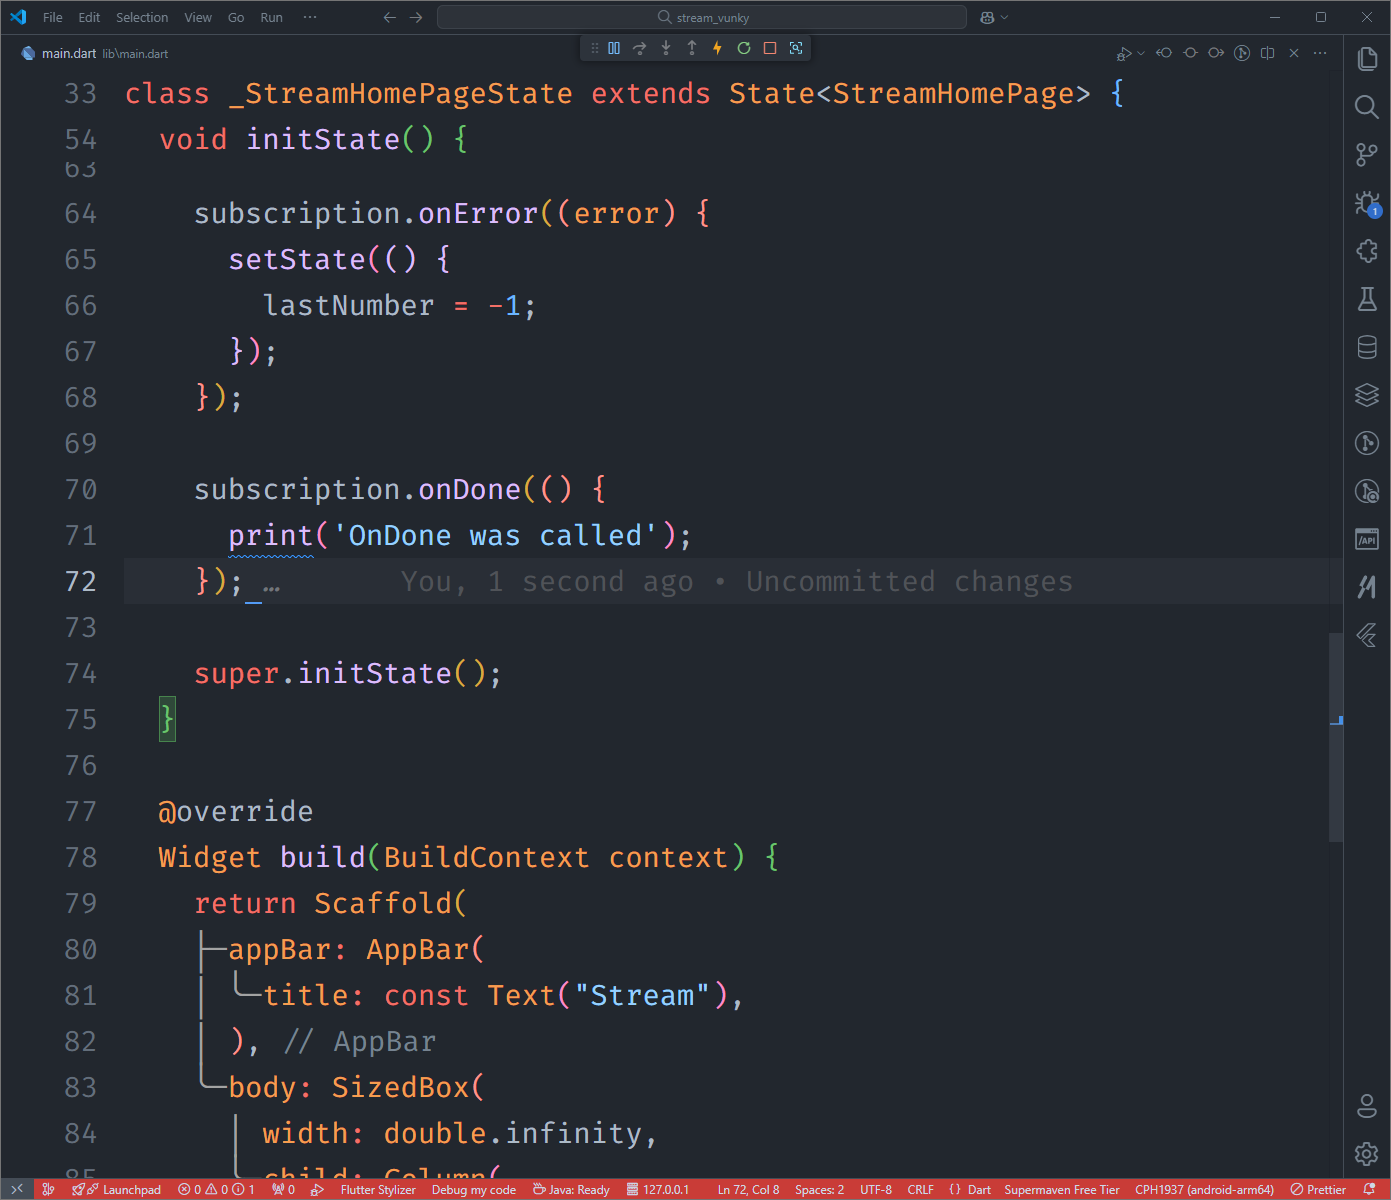 File Edit Selection View Go Run ···
stream_vunky
main.dart lib\main.dart
33 class _StreamHomePageState extends State<StreamHomePage> {
54 void initState() {
63
64 subscription.onError((error) {
65 setState(() {
66 lastNumber = -1;
67 });
68 });
69
70 subscription.onDone(() {
71 print('OnDone was called');
72 }); … You, 1 second ago • Uncommitted changes
73
74 super.initState();
75 }
76
77 @override
78 Widget build(BuildContext context) {
79 return Scaffold(
80 appBar: AppBar(
81 title: const Text("Stream"),
82 ), // AppBar
83 body: SizedBox(
84 width: double.infinity,
85 child: Column(
1
/API
Launchpad 0 0 1 0 Flutter Stylizer Debug my code Java: Ready 127.0.0.1 Ln 72, Col 8 Spaces: 2 UTF-8 CRLF {} Dart Supermaven Free Tier CPH1937 (android-arm64) Prettier